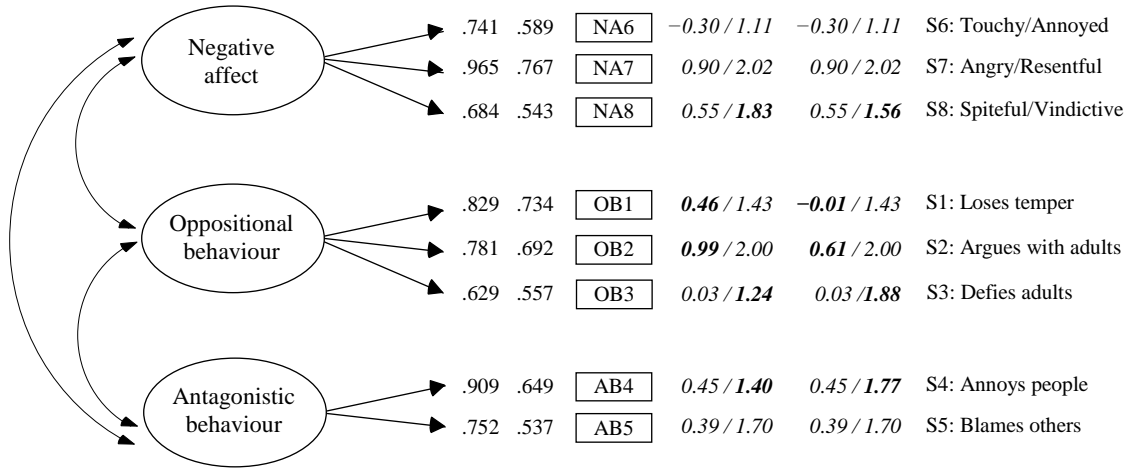 Negative
affect
.741 .589 NA6 −0.30 / 1.11 −0.30 / 1.11 S6: Touchy/Annoyed
.965 .767 NA7 0.90 / 2.02 0.90 / 2.02 S7: Angry/Resentful
.684 .543 NA8 0.55 / 1.83 0.55 / 1.56 S8: Spiteful/Vindictive
Oppositional
behaviour
.829 .734 OB1 0.46 / 1.43 −0.01 / 1.43 S1: Loses temper
.781 .692 OB2 0.99 / 2.00 0.61 / 2.00 S2: Argues with adults
.629 .557 OB3 0.03 / 1.24 0.03 /1.88 S3: Defies adults
Antagonistic
behaviour
.909 .649 AB4 0.45 / 1.40 0.45 / 1.77 S4: Annoys people
.752 .537 AB5 0.39 / 1.70 0.39 / 1.70 S5: Blames others